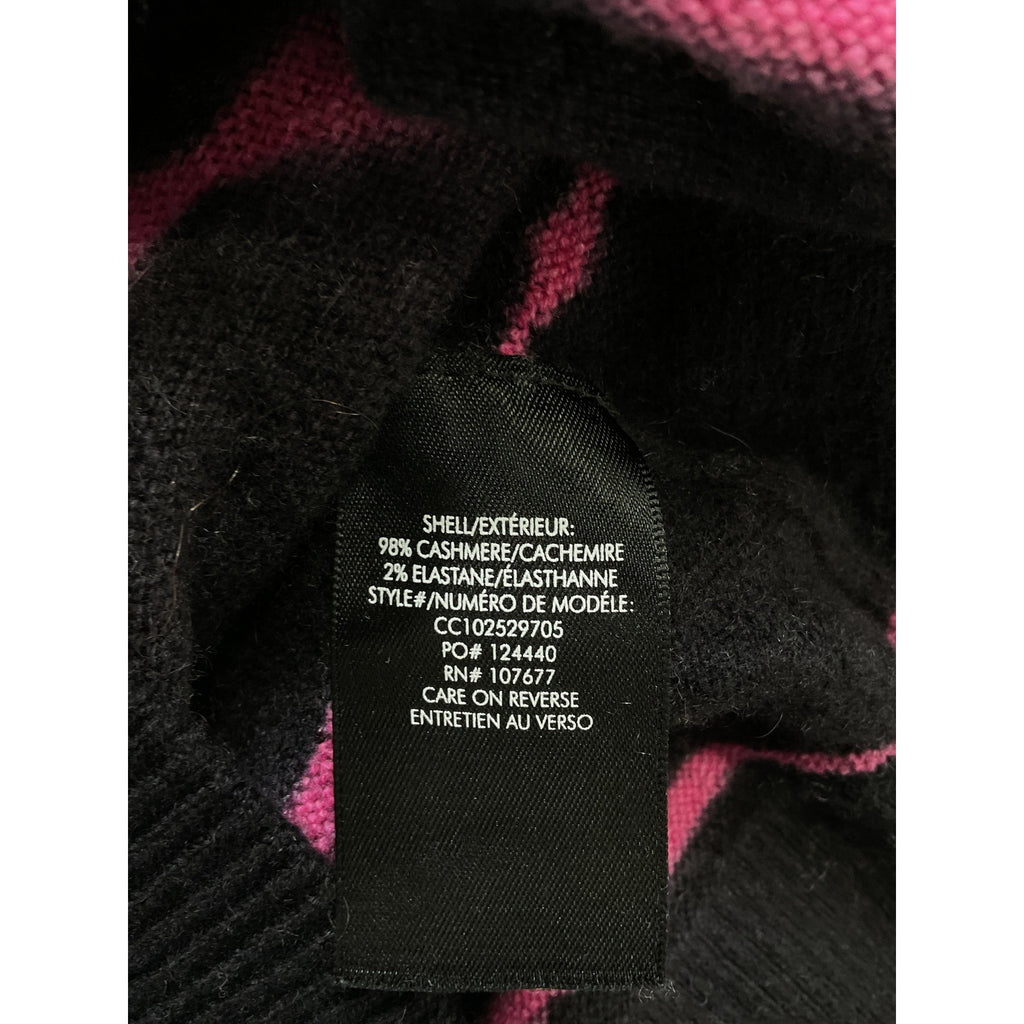 SHELL/EXTÉRIEUR:
98% CASHMERE/CACHEMIRE
2% ELASTANE/ÉLASTHANNE
STYLE#/NUMÉRO DE MODÉLE:
CC102529705
PO# 124440
RN# 107677
CARE ON REVERSE
ENTRETIEN AU VERSO